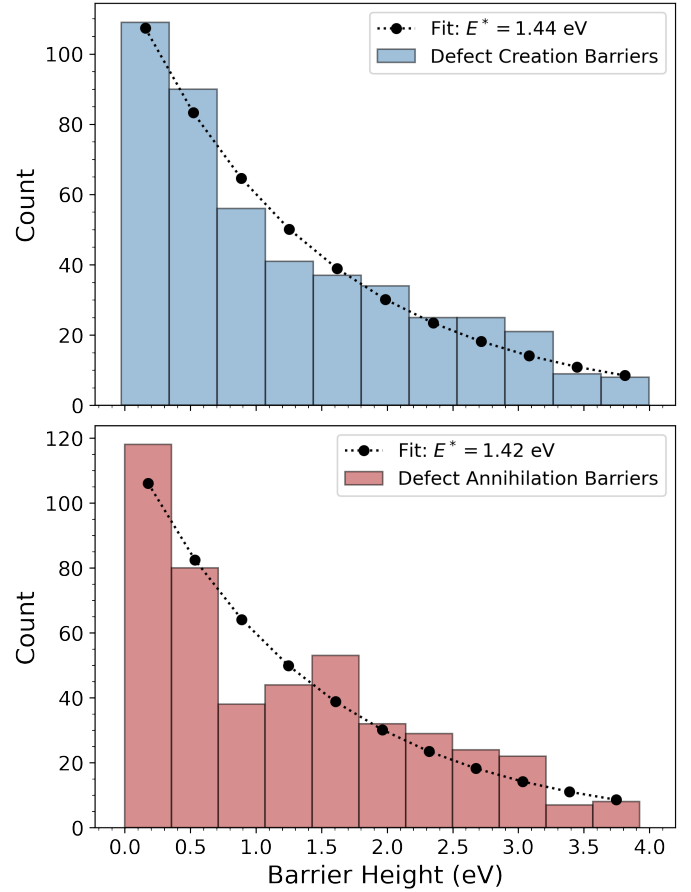 Fit: E* = 1.44 eV
Defect Creation Barriers
Count
100
80
60
40
20
0
Fit: E* = 1.42 eV
Defect Annihilation Barriers
Count
120
100
80
60
40
20
0
0.0 0.5 1.0 1.5 2.0 2.5 3.0 3.5 4.0
Barrier Height (eV)